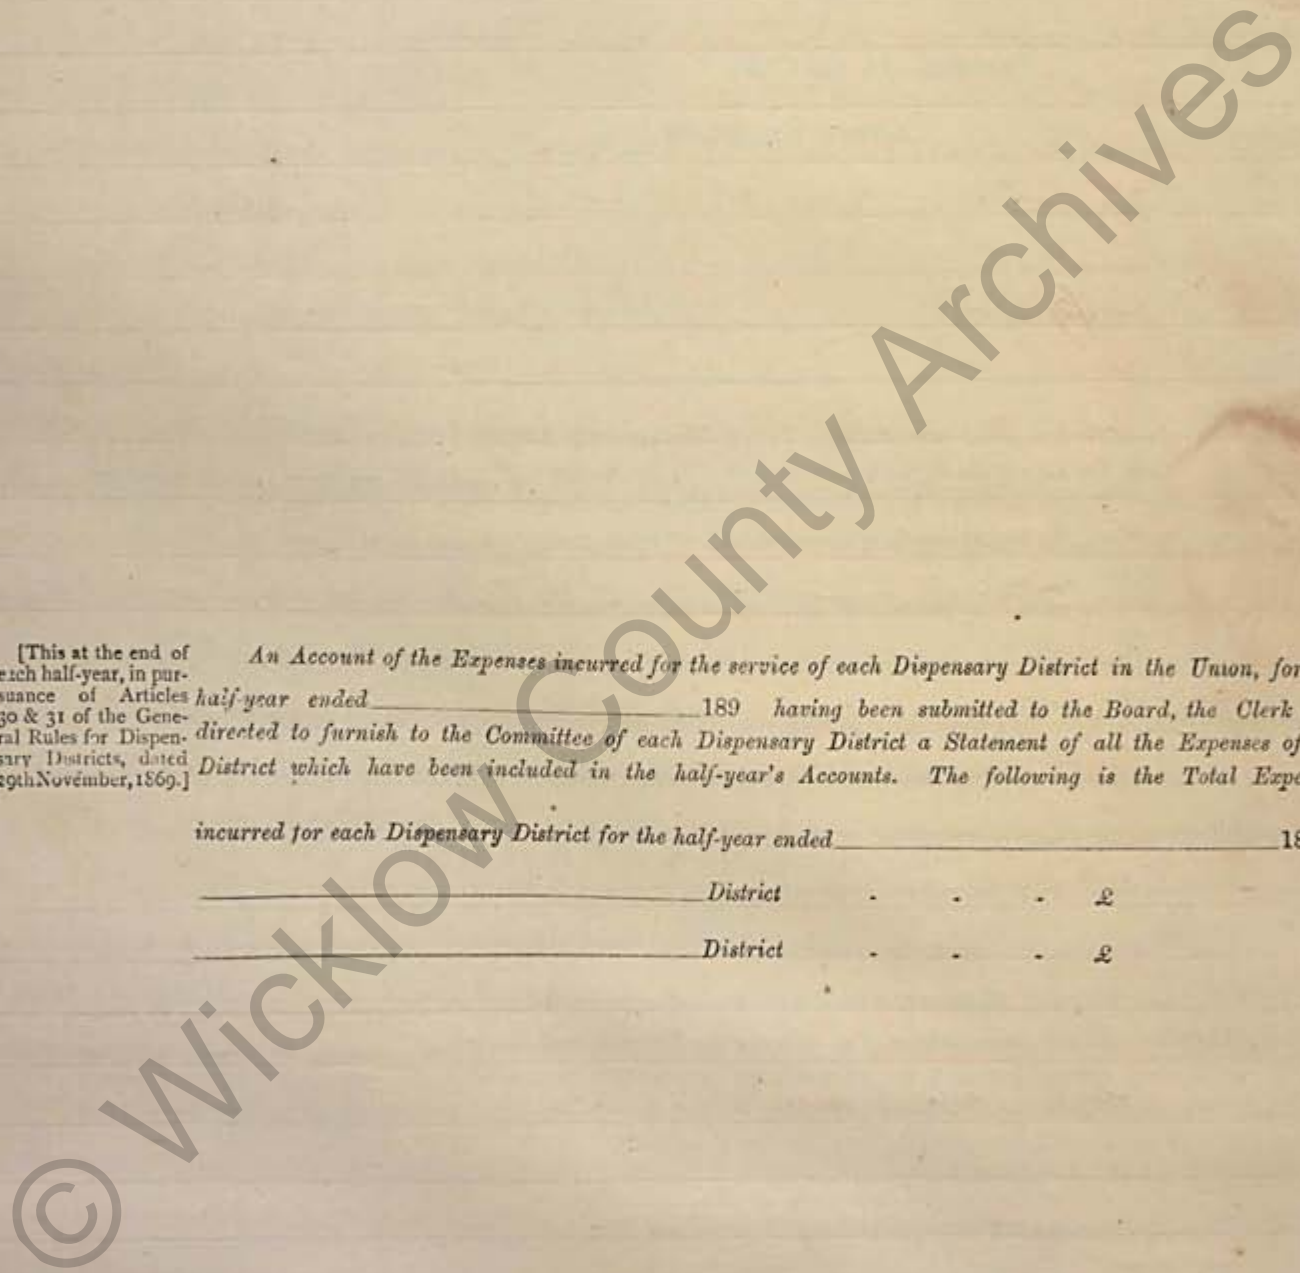 [This at the end of
each half-year, in pur-
suance of Articles
30 & 31 of the Gene-
ral Rules for Dispen-
sary Districts, dated
29th November, 1869.]
An Account of the Expenses incurred for the service of each Dispensary District in the Union, for
half-year ended 189 having been submitted to the Board, the Clerk
directed to furnish to the Committee of each Dispensary District a Statement of all the Expenses of
District which have been included in the half-year's Accounts. The following is the Total Expe
incurred for each Dispensary District for the half-year ended 18
District - - - £
District - - - £
© Wicklow County Archives